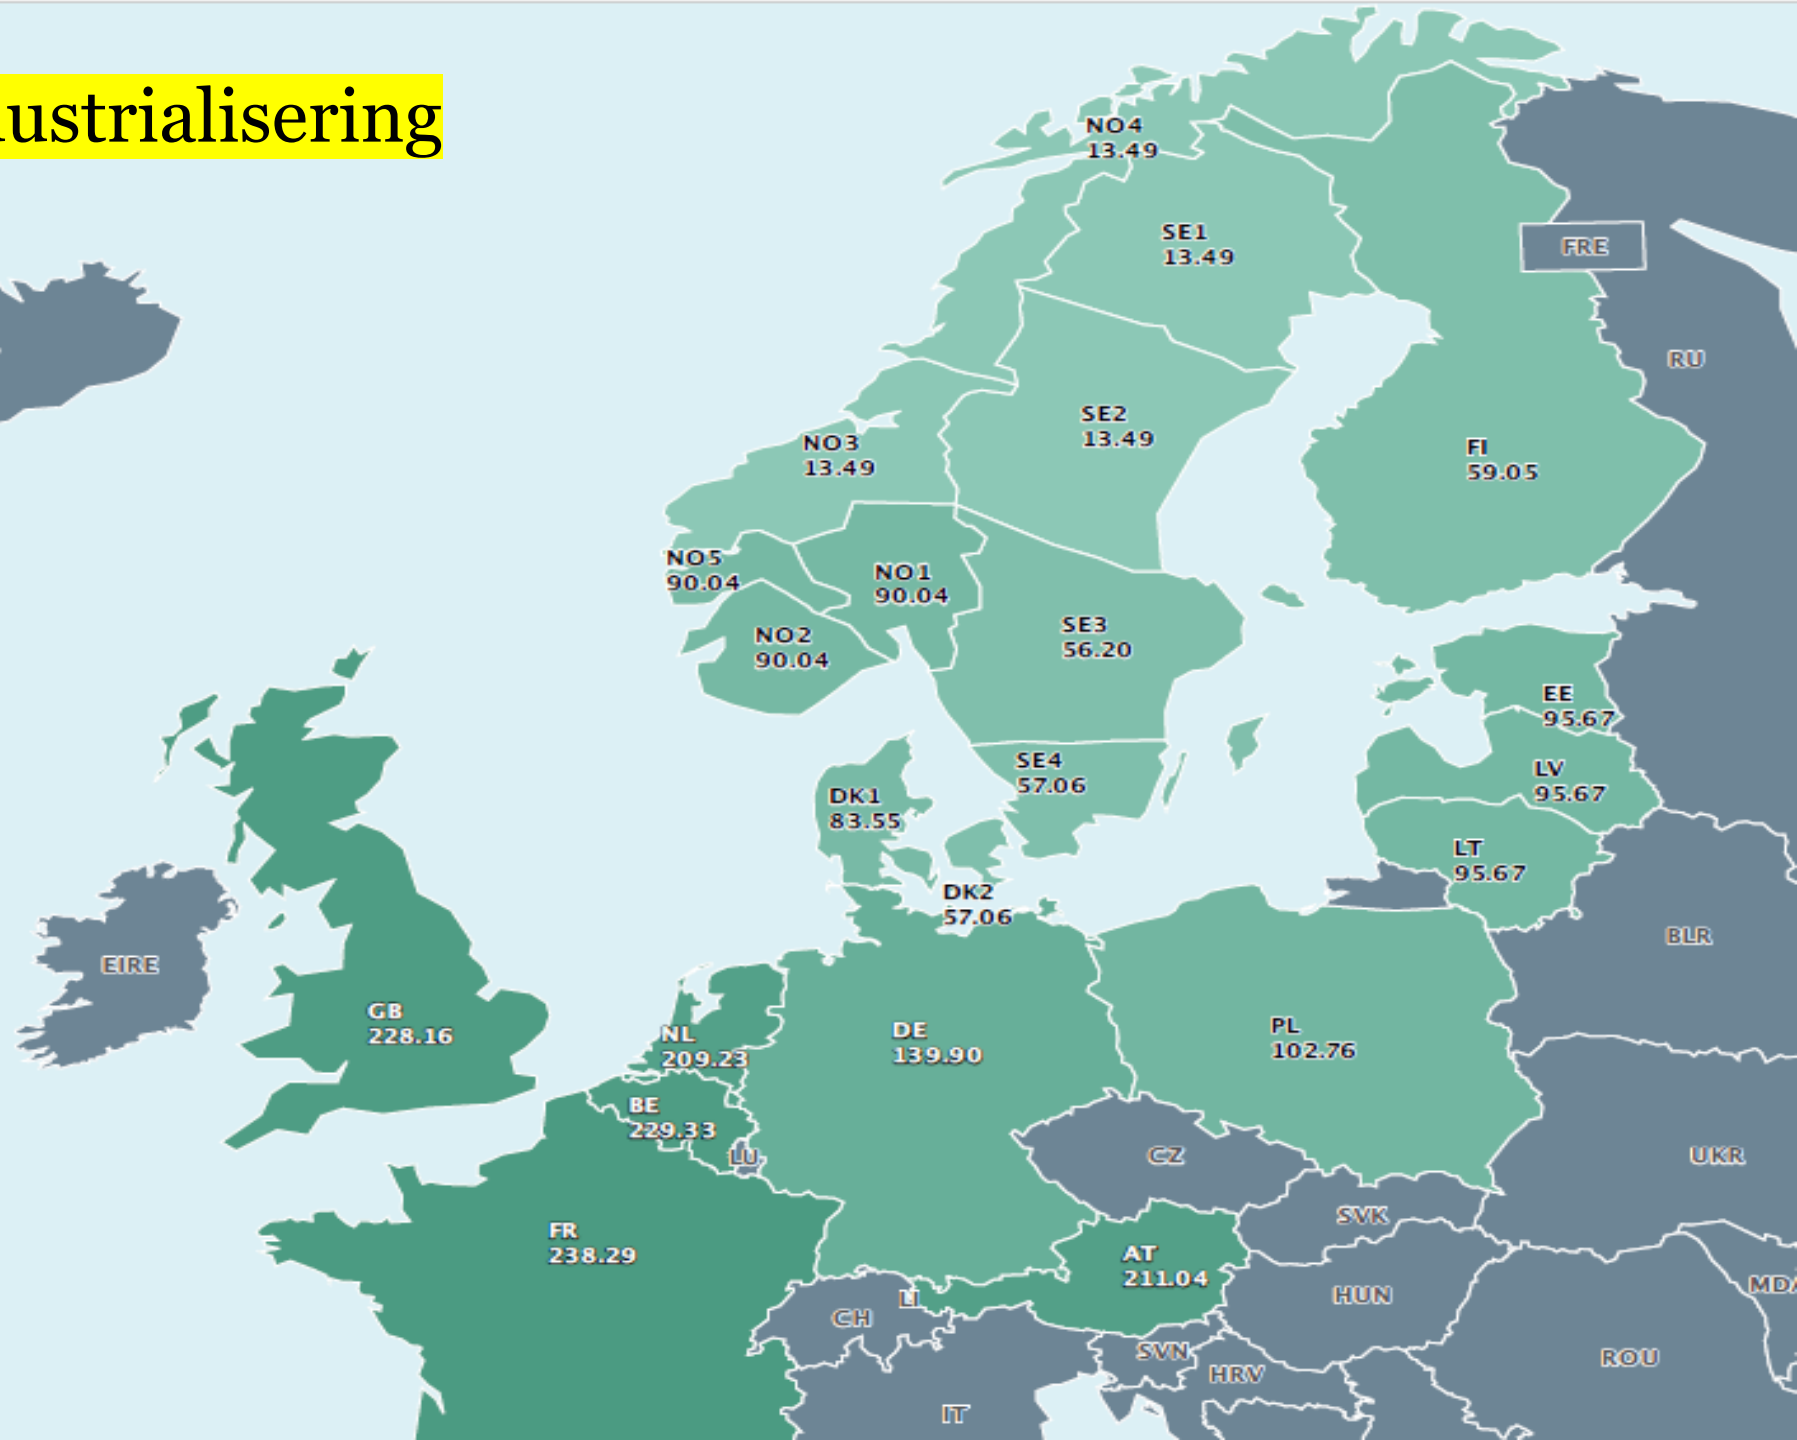 ustrialisering
NO4
13.49
SE1
13.49
FRE
RU
SE2
13.49
NO3
13.49
FI
59.05
NO5
90.04
NO1
90.04
NO2
90.04
SE3
56.20
EE
95.67
SE4
57.06
LV
95.67
DK1
83.55
LT
95.67
DK2
57.06
BLR
EIRE
GB
228.16
NL
209.23
DE
139.90
PL
102.76
BE
229.33
LU
CZ
UKR
SVK
FR
238.29
AT
211.04
MDA
LI
HUN
CH
SVN
ROU
HRV
IT